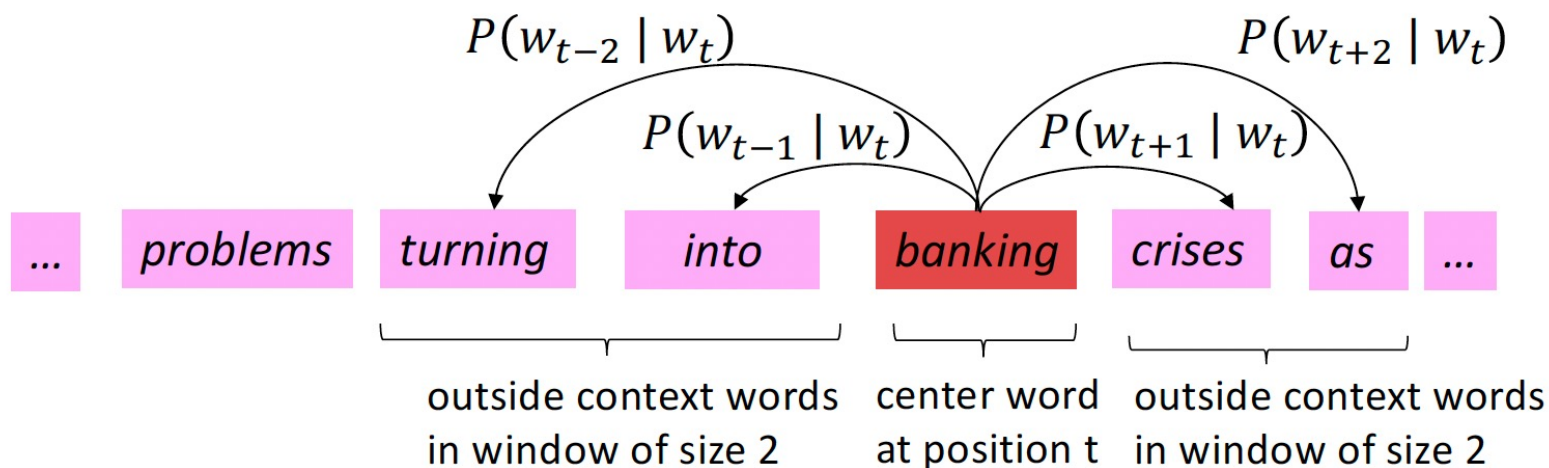 P(w_{t−2} | w_t) P(w_{t+2} | w_t)
P(w_{t−1} | w_t) P(w_{t+1} | w_t)
... problems turning into banking crises as ...
outside context words center word outside context words
in window of size 2 at position t in window of size 2